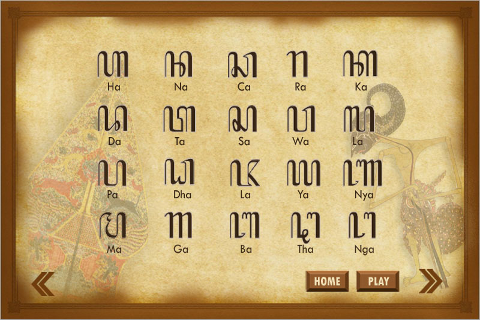 ꦲ ꦤ ꦕ ꦫ ꦏ
Ha Na Ca Ra Ka
ꦢ ꦠ ꦱ ꦮ ꦭ
Da Ta Sa Wa La
ꦥ ꦝ ꦗ ꦪ ꦚ
Pa Dha La Ya Nya
ꦩ ꦒ ꦧ ꦛ ꦔ
Ma Ga Ba Tha Nga
HOME PLAY